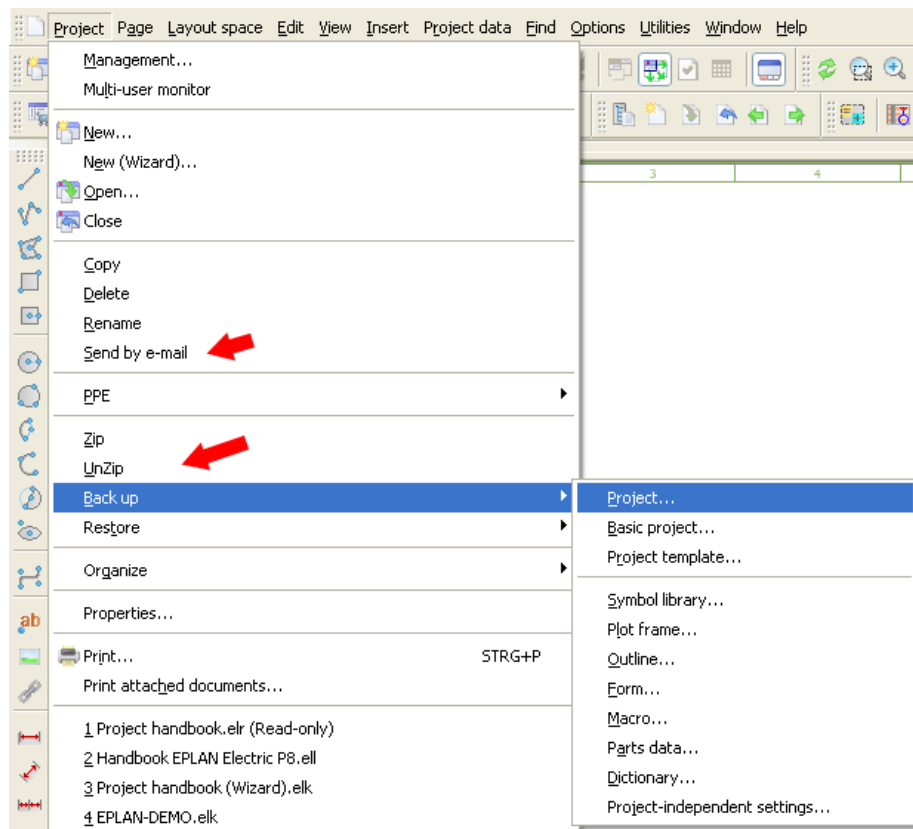 Project Page Layout space Edit View Insert Project data Find Options Utilities Window Help
Management...
Multi-user monitor
New...
New (Wizard)...
Open...
Close
Copy
Delete
Rename
Send by e-mail
PPE
Zip
UnZip
Back up
Restore
Organize
Properties...
Print... STRG+P
Print attached documents...
1 Project handbook.elr (Read-only)
2 Handbook EPLAN Electric P8.ell
3 Project handbook (Wizard).elk
4 EPLAN-DEMO.elk
Project...
Basic project...
Project template...
Symbol library...
Plot frame...
Outline...
Form...
Macro...
Parts data...
Dictionary...
Project-independent settings...
3 4
ab